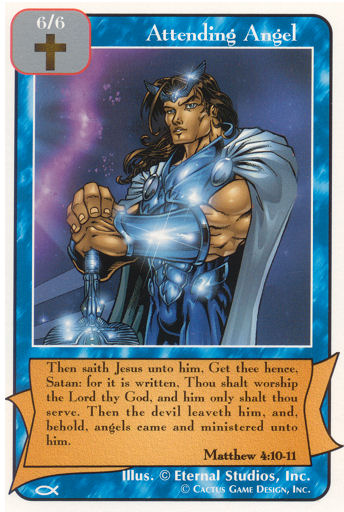 6/6
Attending Angel
Then saith Jesus unto him, Get thee hence,
Satan: for it is written, Thou shalt worship
the Lord thy God, and him only shalt thou
serve. Then the devil leaveth him, and,
behold, angels came and ministered unto
him.
Matthew 4:10-11
Illus. © Eternal Studios, Inc.
© Cactus Game Design, Inc.